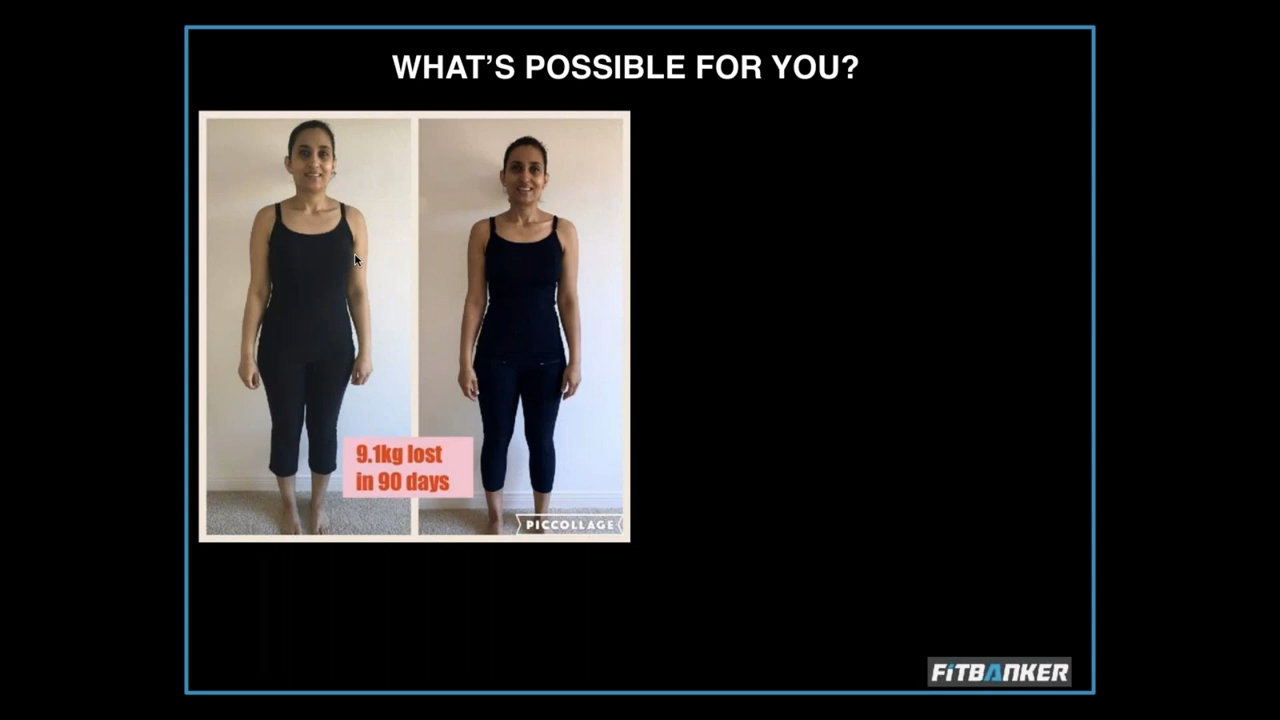 WHAT’S POSSIBLE FOR YOU?
9.1kg lost
in 90 days
PICCOLLAGE
FiTBANKER